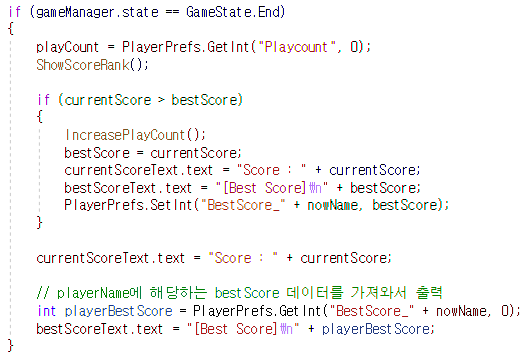 if (gameManager.state == GameState.End)
{
playCount = PlayerPrefs.GetInt("Playcount", 0);
ShowScoreRank();
if (currentScore > bestScore)
{
IncreasePlayCount();
bestScore = currentScore;
currentScoreText.text = "Score : " + currentScore;
bestScoreText.text = "[Best Score]₩n" + bestScore;
PlayerPrefs.SetInt("BestScore_" + nowName, bestScore);
}
currentScoreText.text = "Score : " + currentScore;
// playerName에 해당하는 bestScore 데이터를 가져와서 출력
int playerBestScore = PlayerPrefs.GetInt("BestScore_" + nowName, 0);
bestScoreText.text = "[Best Score]₩n" + playerBestScore;
}